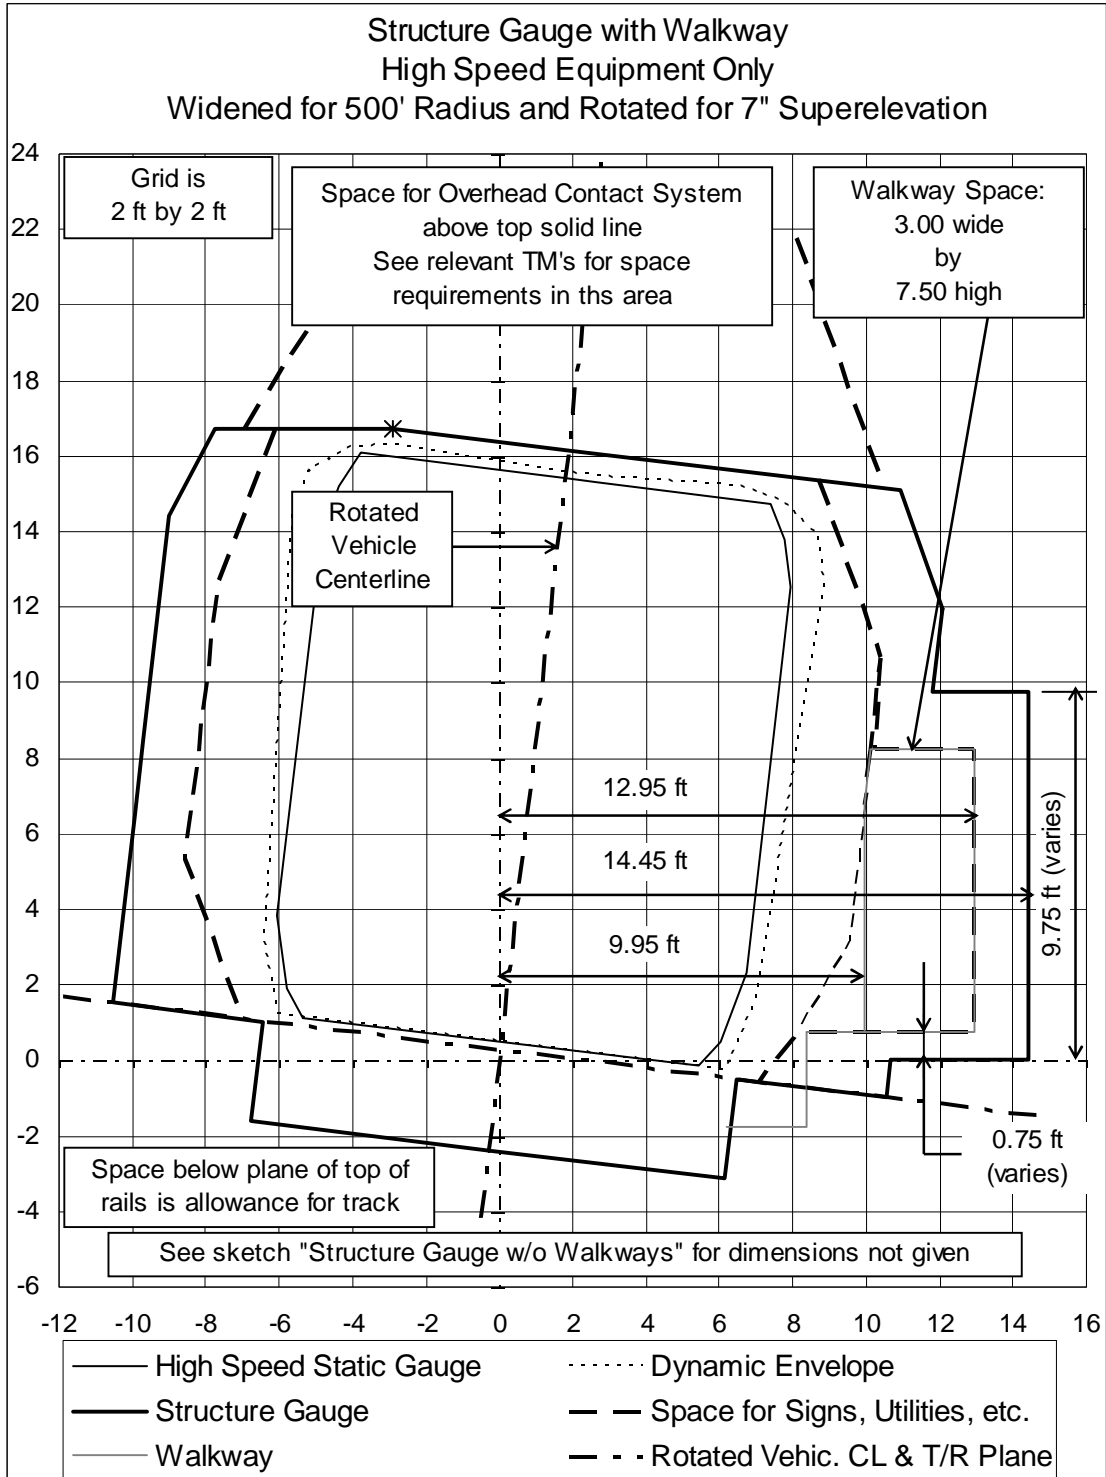 Structure Gauge with Walkway
High Speed Equipment Only
Widened for 500' Radius and Rotated for 7" Superelevation
24
22
20
18
16
14
12
10
8
6
4
2
0
-2
-4
-6
Grid is
2 ft by 2 ft
Space for Overhead Contact System
above top solid line
See relevant TM's for space
requirements in ths area
Walkway Space:
3.00 wide
by
7.50 high
Rotated
Vehicle
Centerline
12.95 ft
14.45 ft
9.95 ft
9.75 ft (varies)
0.75 ft
(varies)
Space below plane of top of
rails is allowance for track
See sketch "Structure Gauge w/o Walkways" for dimensions not given
-12 -10 -8 -6 -4 -2 0 2 4 6 8 10 12 14 16
High Speed Static Gauge
Dynamic Envelope
Structure Gauge
Space for Signs, Utilities, etc.
Walkway
Rotated Vehic. CL & T/R Plane